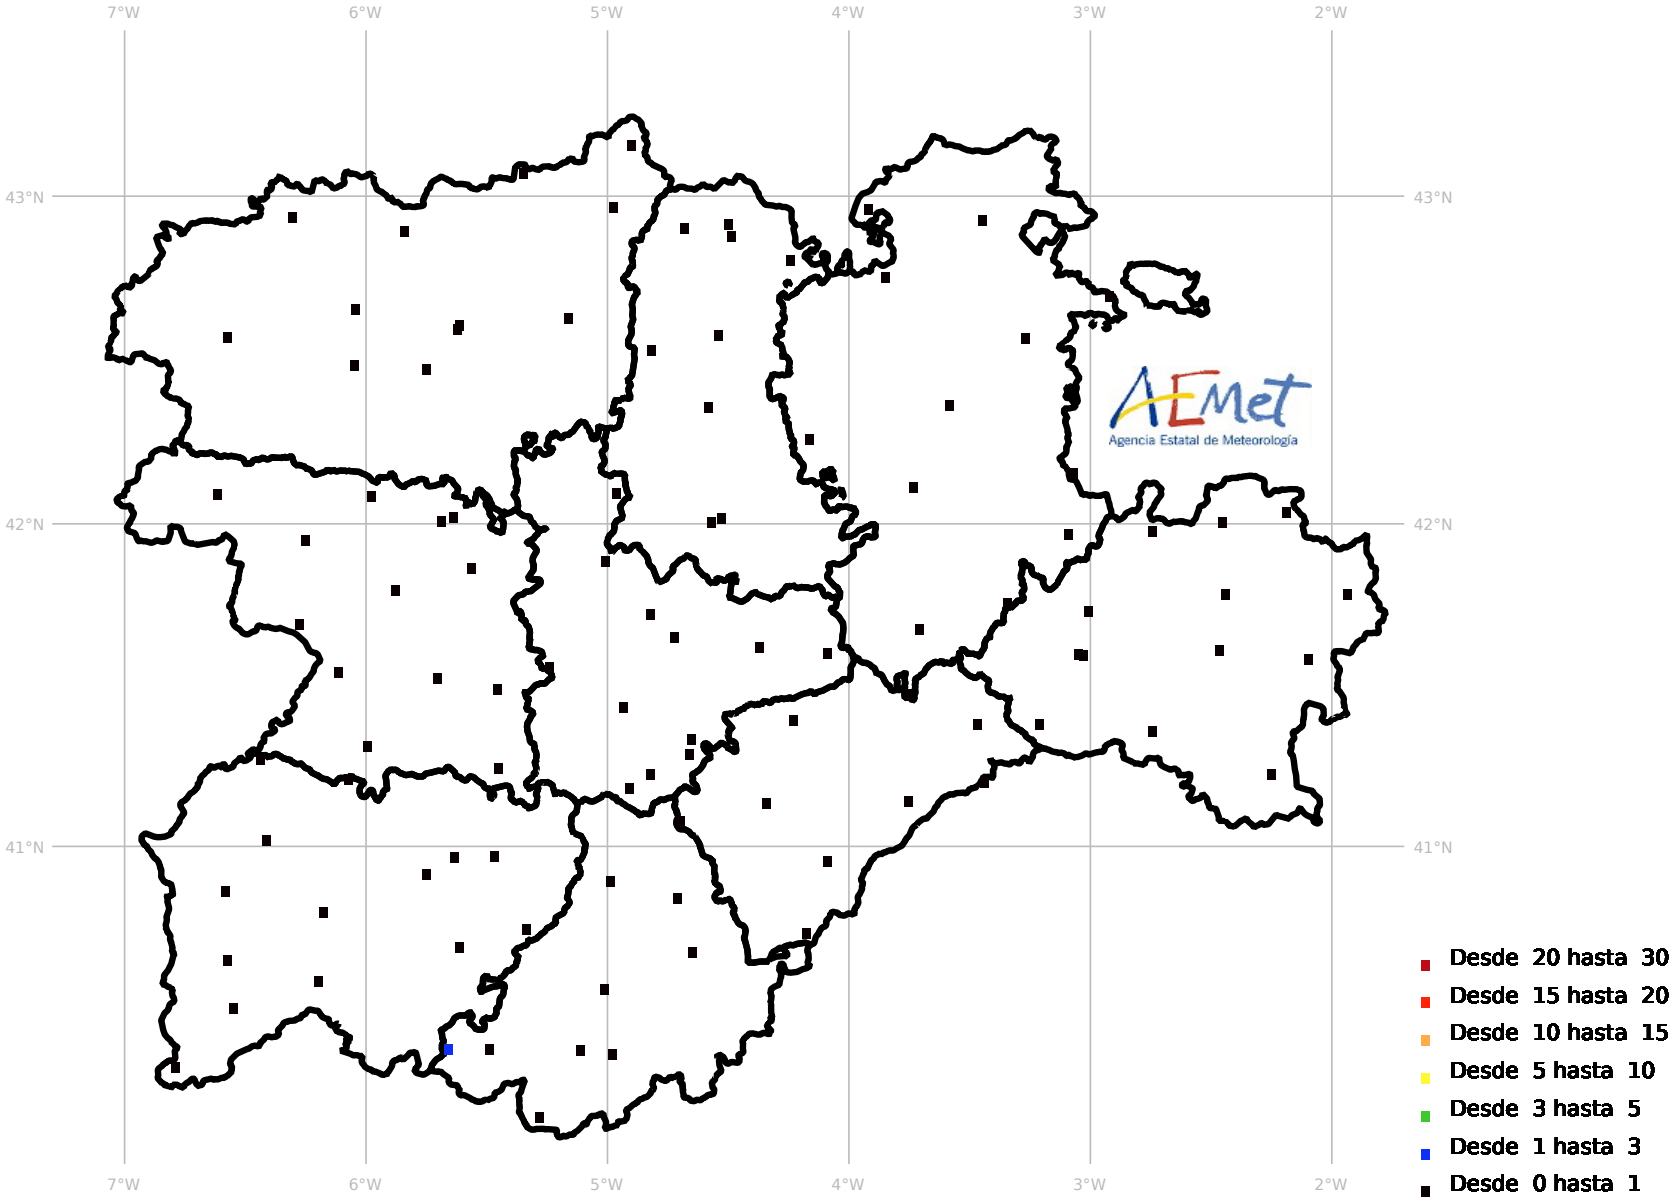 7°W 6°W 5°W 4°W 3°W 2°W
43°N 43°N
AEMet
Agencia Estatal de Meteorología
42°N 42°N
41°N 41°N
Desde 20 hasta 30
Desde 15 hasta 20
Desde 10 hasta 15
Desde 5 hasta 10
Desde 3 hasta 5
Desde 1 hasta 3
Desde 0 hasta 1
7°W 6°W 5°W 4°W 3°W 2°W